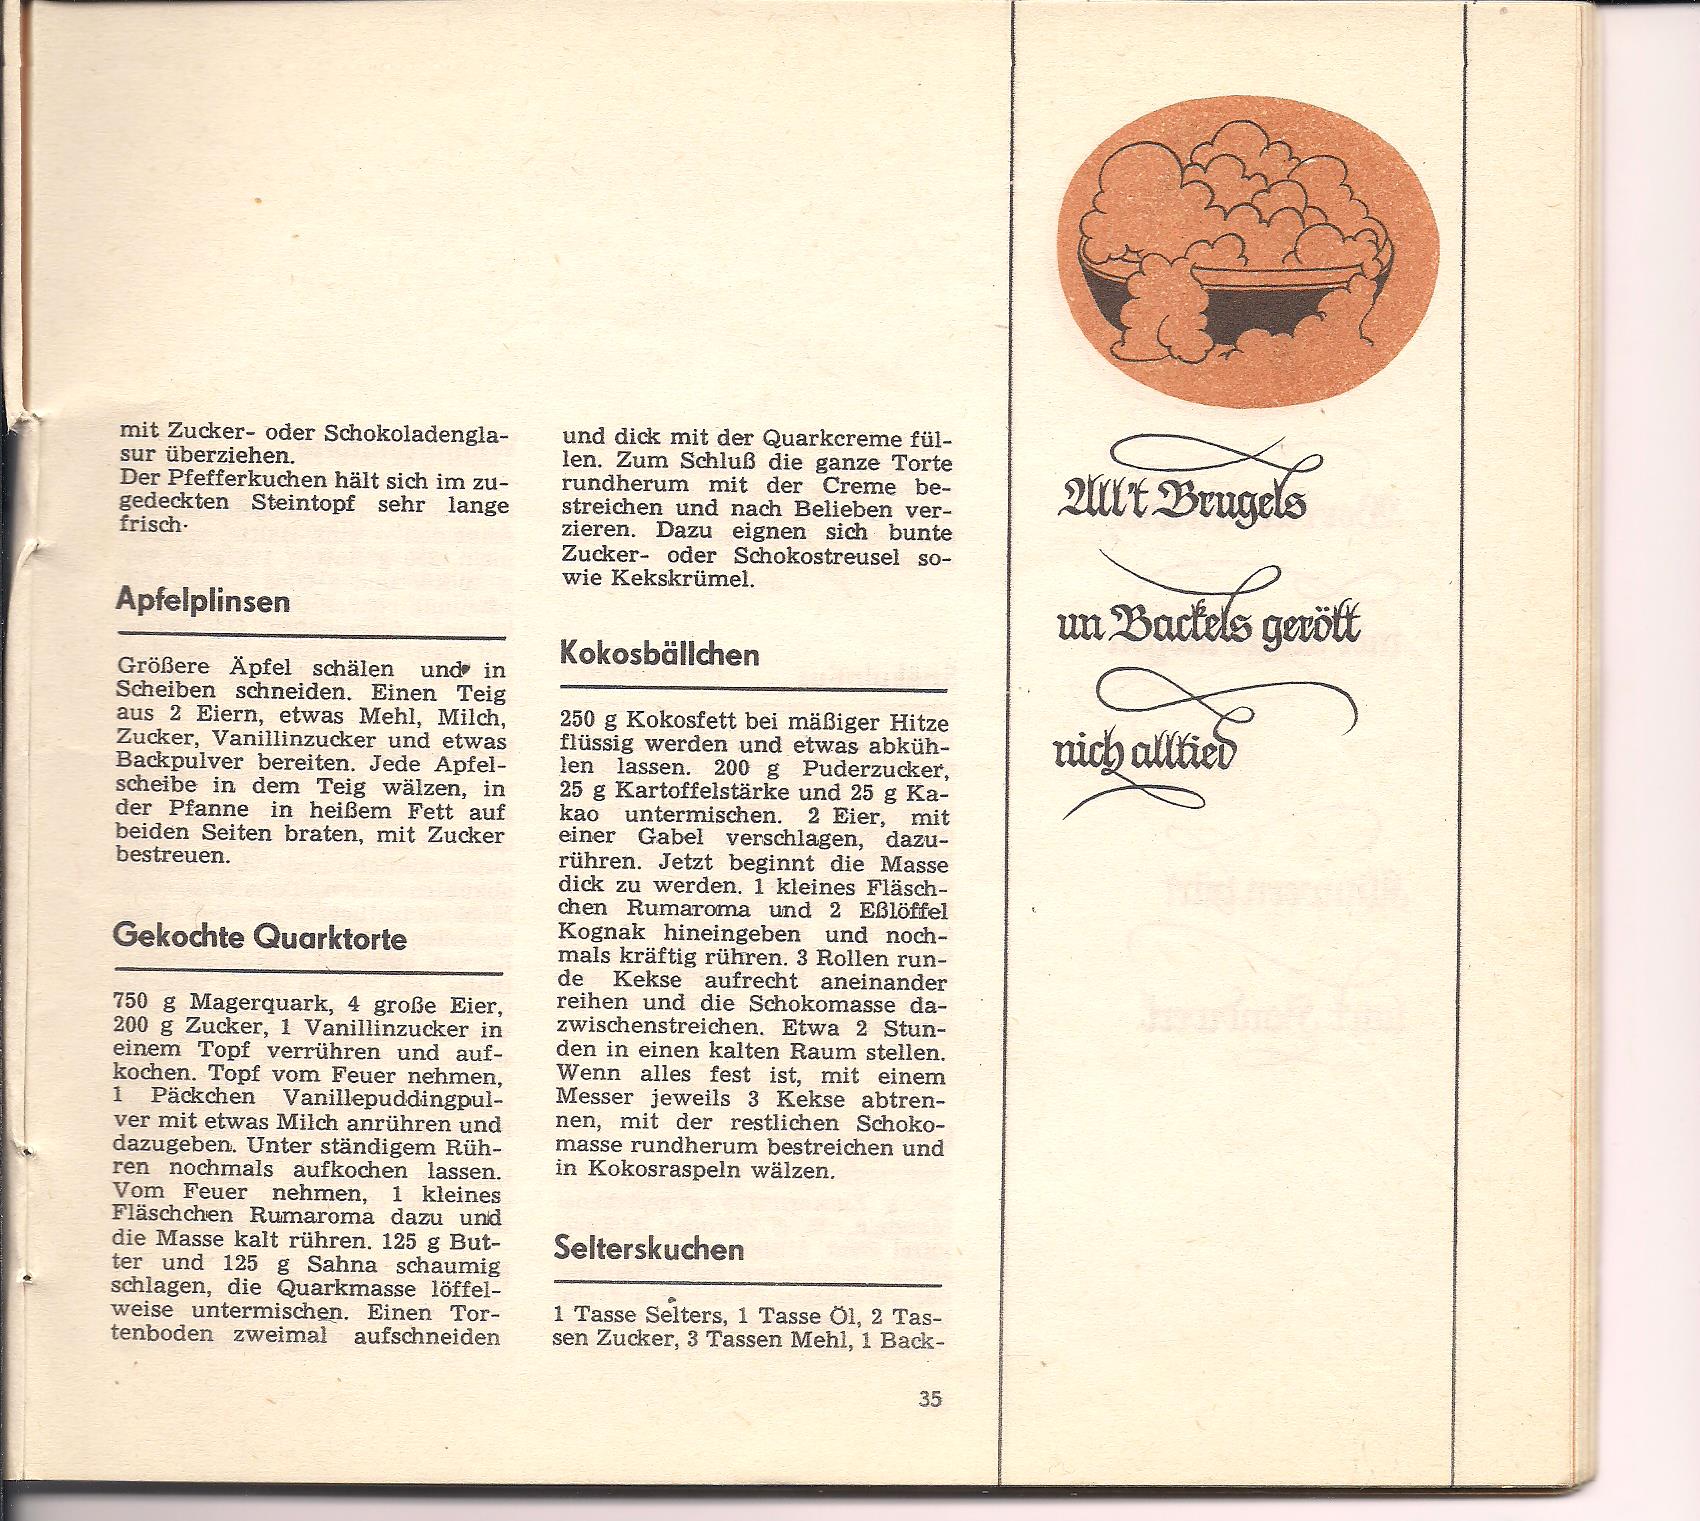 mit Zucker- oder Schokoladengla-
sur überziehen.
Der Pfefferkuchen hält sich im zu-
gedeckten Steintopf sehr lange
frisch.
Apfelplinsen
Größere Äpfel schälen und in
Scheiben schneiden. Einen Teig
aus 2 Eiern, etwas Mehl, Milch,
Zucker, Vanillinzucker und etwas
Backpulver bereiten. Jede Apfel-
scheibe in dem Teig wälzen, in
der Pfanne in heißem Fett auf
beiden Seiten braten, mit Zucker
bestreuen.
Gekochte Quarktorte
750 g Magerquark, 4 große Eier,
200 g Zucker, 1 Vanillinzucker in
einem Topf verrühren und auf-
kochen. Topf vom Feuer nehmen,
1 Päckchen Vanillepuddingpul-
ver mit etwas Milch anrühren und
dazugeben. Unter ständigem Rüh-
ren nochmals aufkochen lassen.
Vom Feuer nehmen, 1 kleines
Fläschchen Rumaroma dazu und
die Masse kalt rühren. 125 g But-
ter und 125 g Sahna schaumig
schlagen, die Quarkmasse löffel-
weise untermischen. Einen Tor-
tenboden zweimal aufschneiden
und dick mit der Quarkcreme fül-
len. Zum Schluß die ganze Torte
rundherum mit der Creme be-
streichen und nach Belieben ver-
zieren. Dazu eignen sich bunte
Zucker- oder Schokostreusel so-
wie Kekskrümel.
Kokosbällchen
250 g Kokosfett bei mäßiger Hitze
flüssig werden und etwas abküh-
len lassen. 200 g Puderzucker,
25 g Kartoffelstärke und 25 g Ka-
kao untermischen. 2 Eier, mit
einer Gabel verschlagen, dazu-
rühren. Jetzt beginnt die Masse
dick zu werden. 1 kleines Fläsch-
chen Rumaroma und 2 Eßlöffel
Kognak hineingeben und noch-
mals kräftig rühren. 3 Rollen run-
de Kekse aufrecht aneinander
reihen und die Schokomasse da-
zwischenstreichen. Etwa 2 Stun-
den in einen kalten Raum stellen.
Wenn alles fest ist, mit einem
Messer jeweils 3 Kekse abtren-
nen, mit der restlichen Schoko-
masse rundherum bestreichen und
in Kokosraspeln wälzen.
Selterskuchen
1 Tasse Selters, 1 Tasse Öl, 2 Tas-
sen Zucker, 3 Tassen Mehl, 1 Back-
35
All't Brugels
un Backels gerött
nich alltied